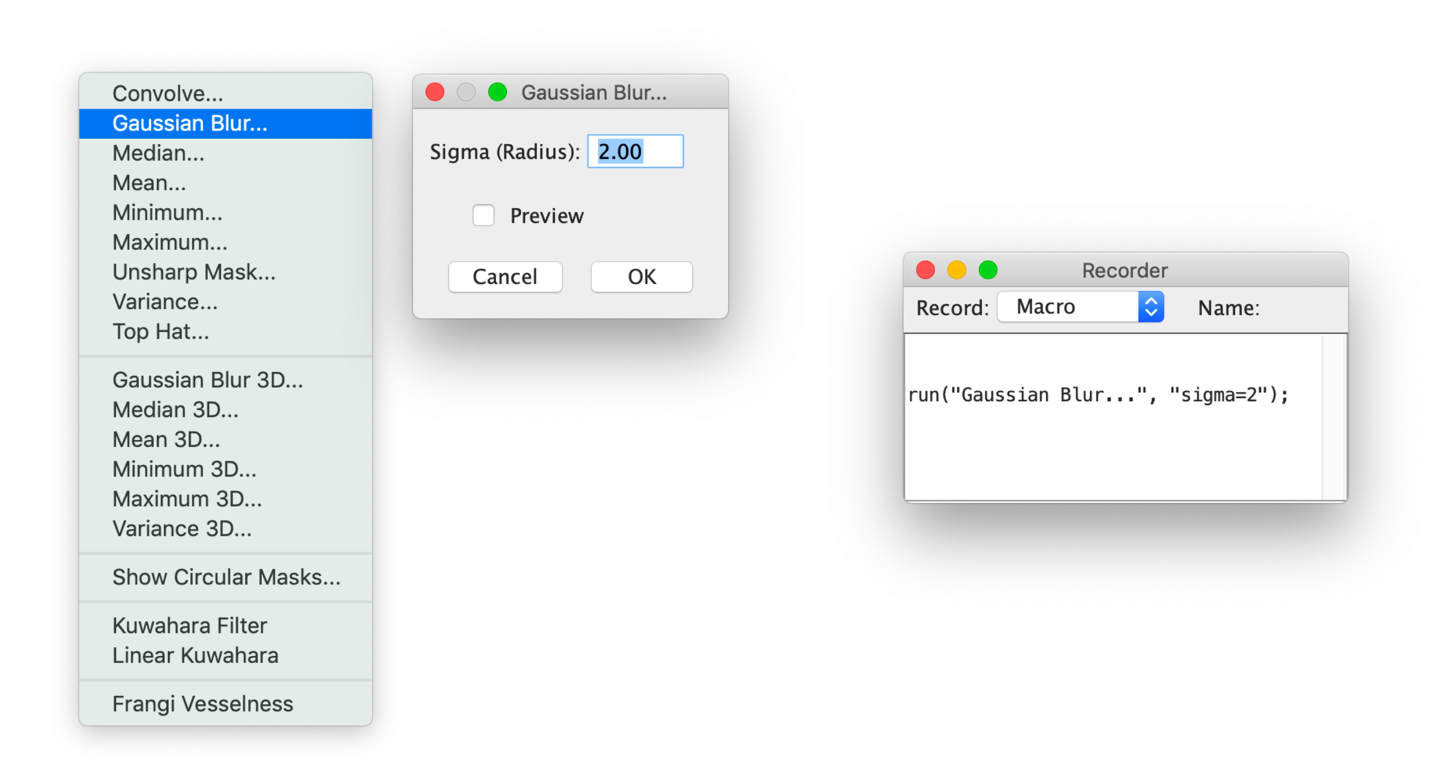 Convolve...
Gaussian Blur...
Median...
Mean...
Minimum...
Maximum...
Unsharp Mask...
Variance...
Top Hat...
Gaussian Blur 3D...
Median 3D...
Mean 3D...
Minimum 3D...
Maximum 3D...
Variance 3D...
Show Circular Masks...
Kuwahara Filter
Linear Kuwahara
Frangi Vesselness
Gaussian Blur...
Sigma (Radius): 2.00
Preview
Cancel OK
Recorder
Record: Macro Name:
run("Gaussian Blur...", "sigma=2");